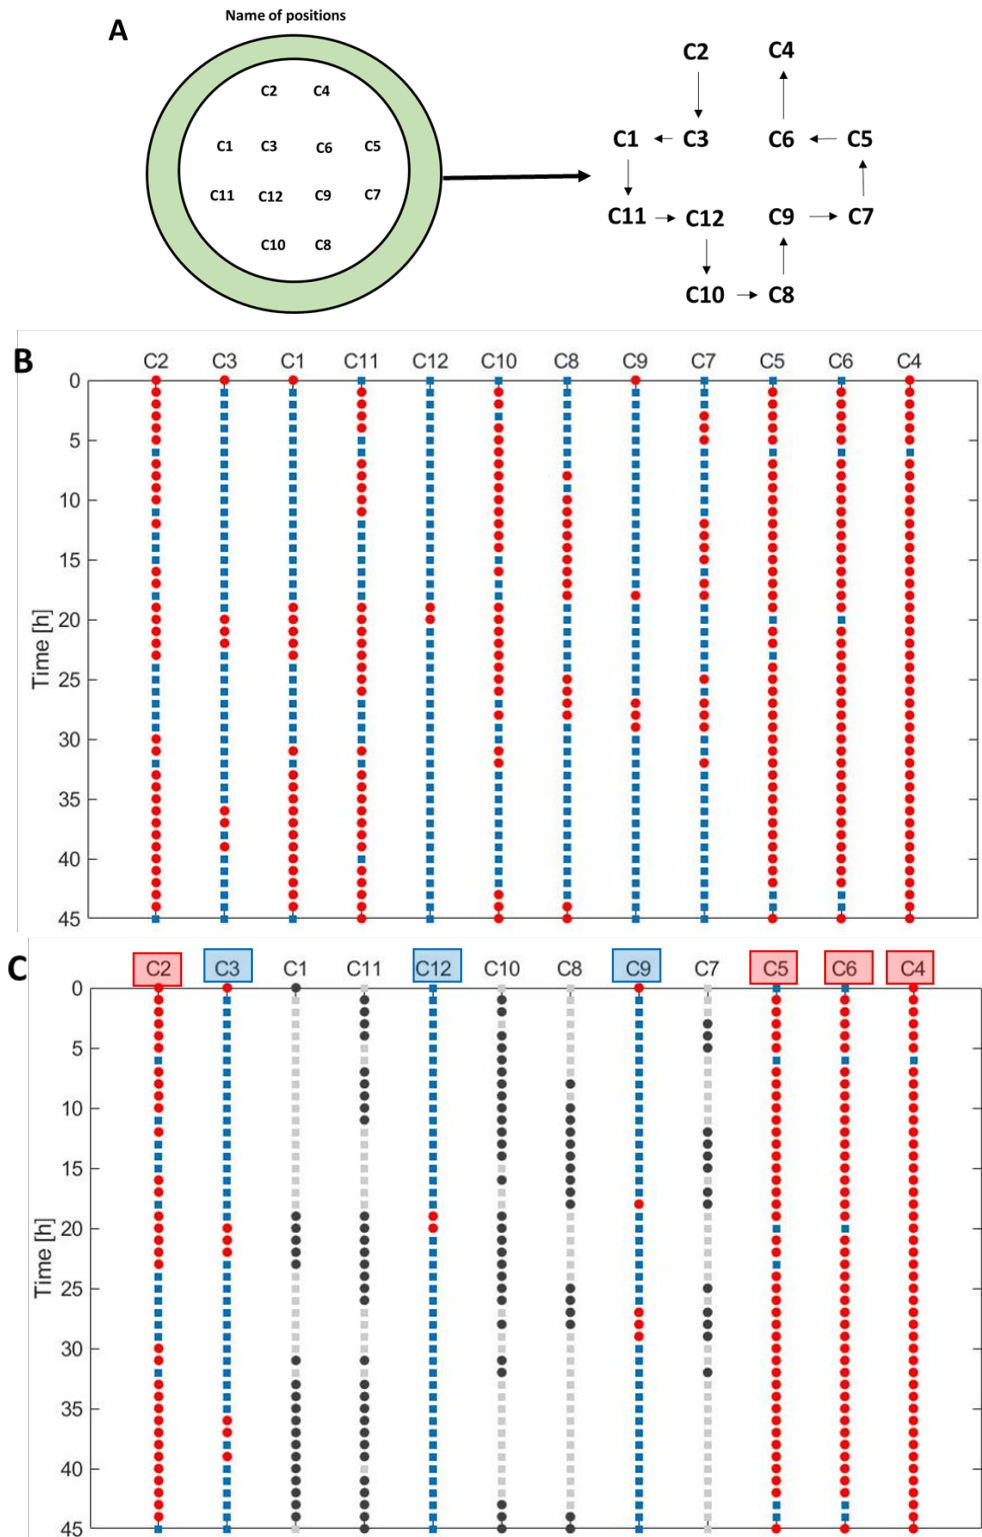 Name of positions
A
C2 C4
C1 C3 C6 C5
C11 C12 C9 C7
C10 C8
C2 C4
C1 C3 C6 C5
C11 C12 C9 C7
C10 C8
B
C2 C3 C1 C11 C12 C10 C8 C9 C7 C5 C6 C4
0
5
10
15
20
25
30
35
40
45
Time [h]
C
C2 C3 C1 C11 C12 C10 C8 C9 C7 C5 C6 C4
0
5
10
15
20
25
30
35
40
45
Time [h]